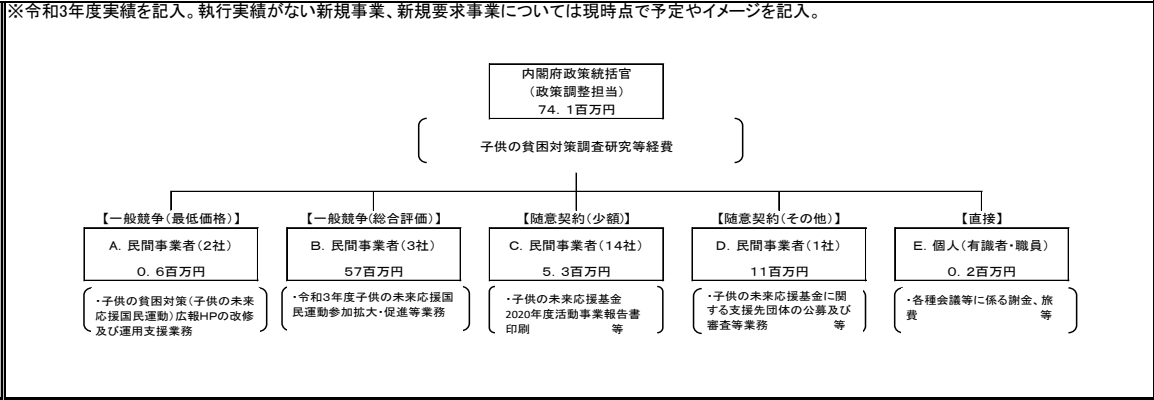 ※令和3年度実績を記入。執行実績がない新規事業、新規要求事業については現時点で予定やイメージを記入。
内閣府政策統括官
(政策調整担当)
74.1百万円
子供の貧困対策調査研究等経費
【一般競争(最低価格)】
A. 民間事業者(2社)
0.6百万円
・子供の貧困対策(子供の未来
応援国民運動)広報HPの改修
及び運用支援業務
【一般競争(総合評価)】
B. 民間事業者(3社)
57百万円
・令和3年度子供の未来応援国
民運動参加拡大・促進等業務
【随意契約(少額)】
C. 民間事業者(14社)
5.3百万円
・子供の未来応援基金
2020年度活動事業報告書
印刷 等
【随意契約(その他)】
D. 民間事業者(1社)
11百万円
・子供の未来応援基金に関
する支援先団体の公募及び
審査等業務 等
【直接】
E. 個人(有識者・職員)
0.2百万円
・各種会議等に係る謝金、旅
費 等